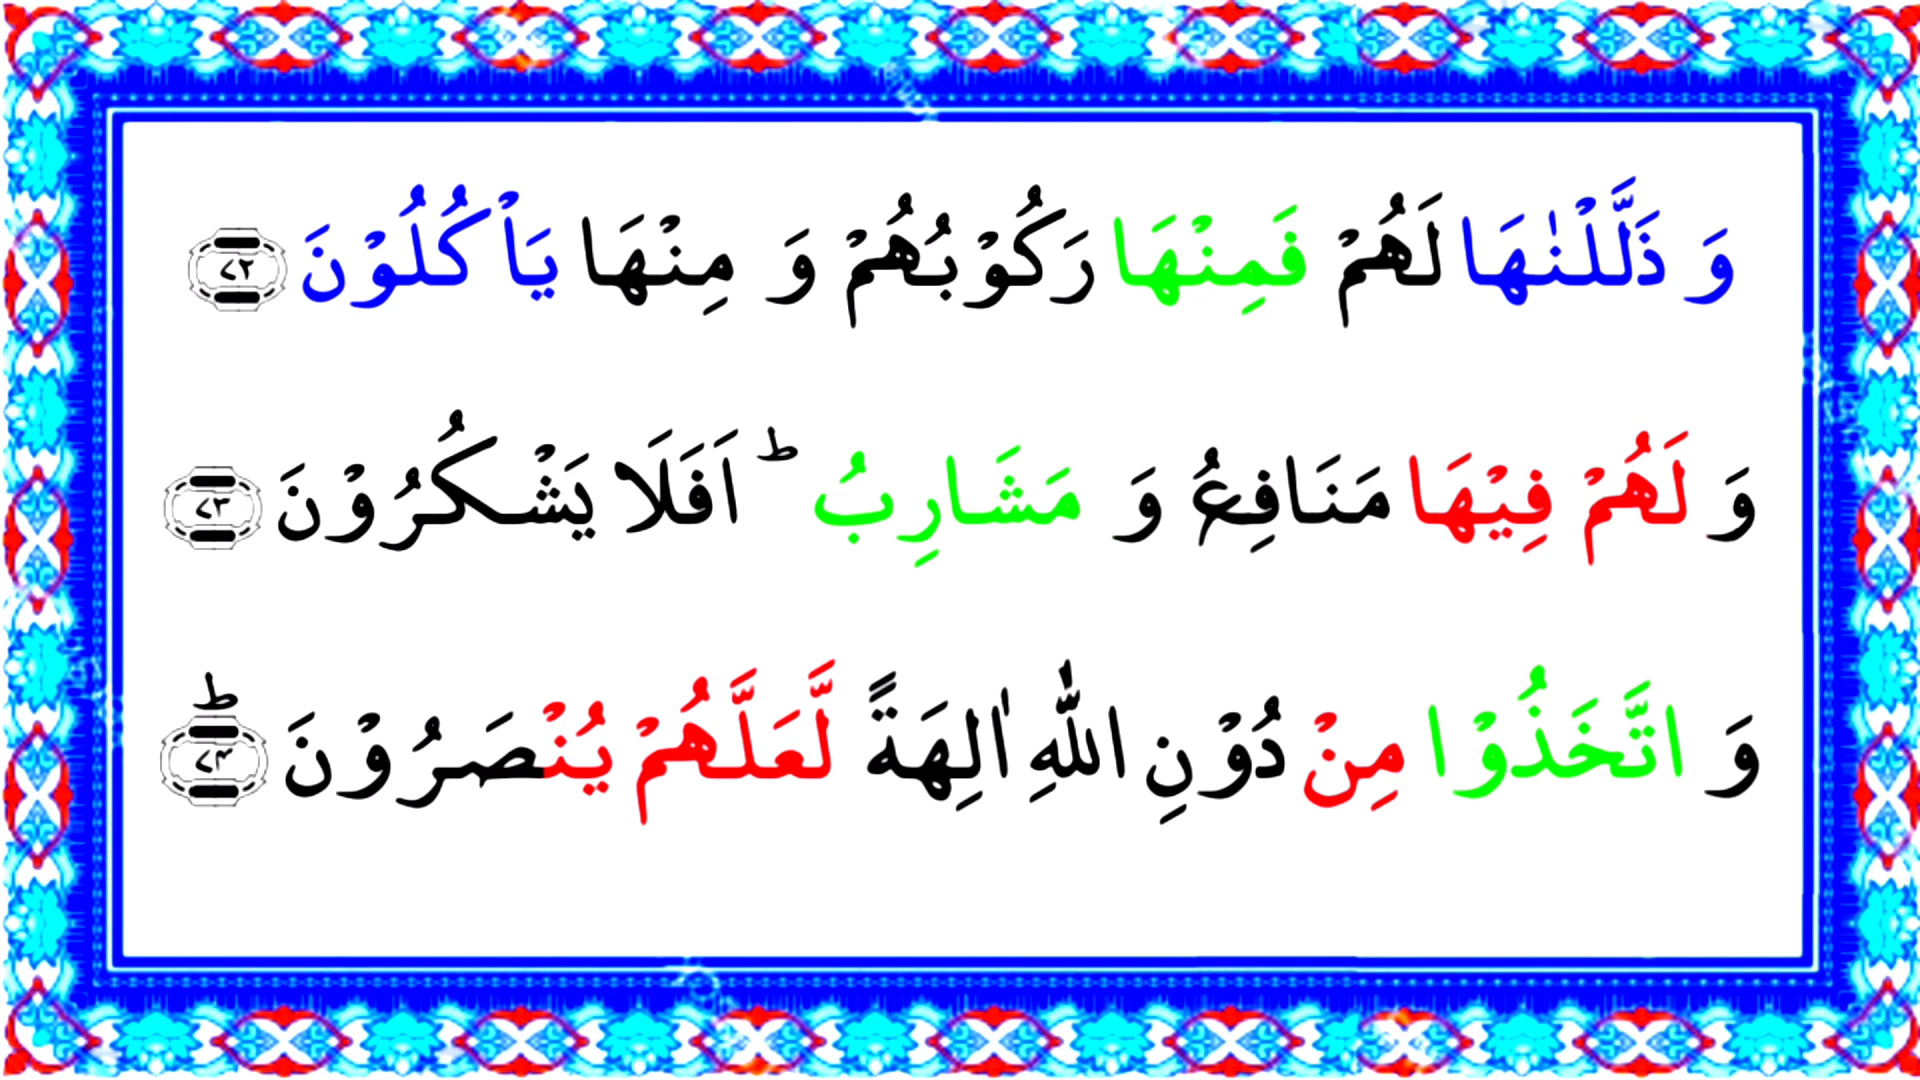 وَ ذَلَّلْنٰهَا لَهُمْ فَمِنْهَا رَكُوْبُهُمْ وَ مِنْهَا یَاْكُلُوْنَ ۝۷۲
وَ لَهُمْ فِیْهَا مَنَافِعُ وَ مَشَارِبُ ؕ اَفَلَا یَشْكُرُوْنَ ۝۷۳
وَ اتَّخَذُوْا مِنْ دُوْنِ اللّٰهِ اٰلِهَةً لَّعَلَّهُمْ یُنْصَرُوْنَ ؕ۝۷۴